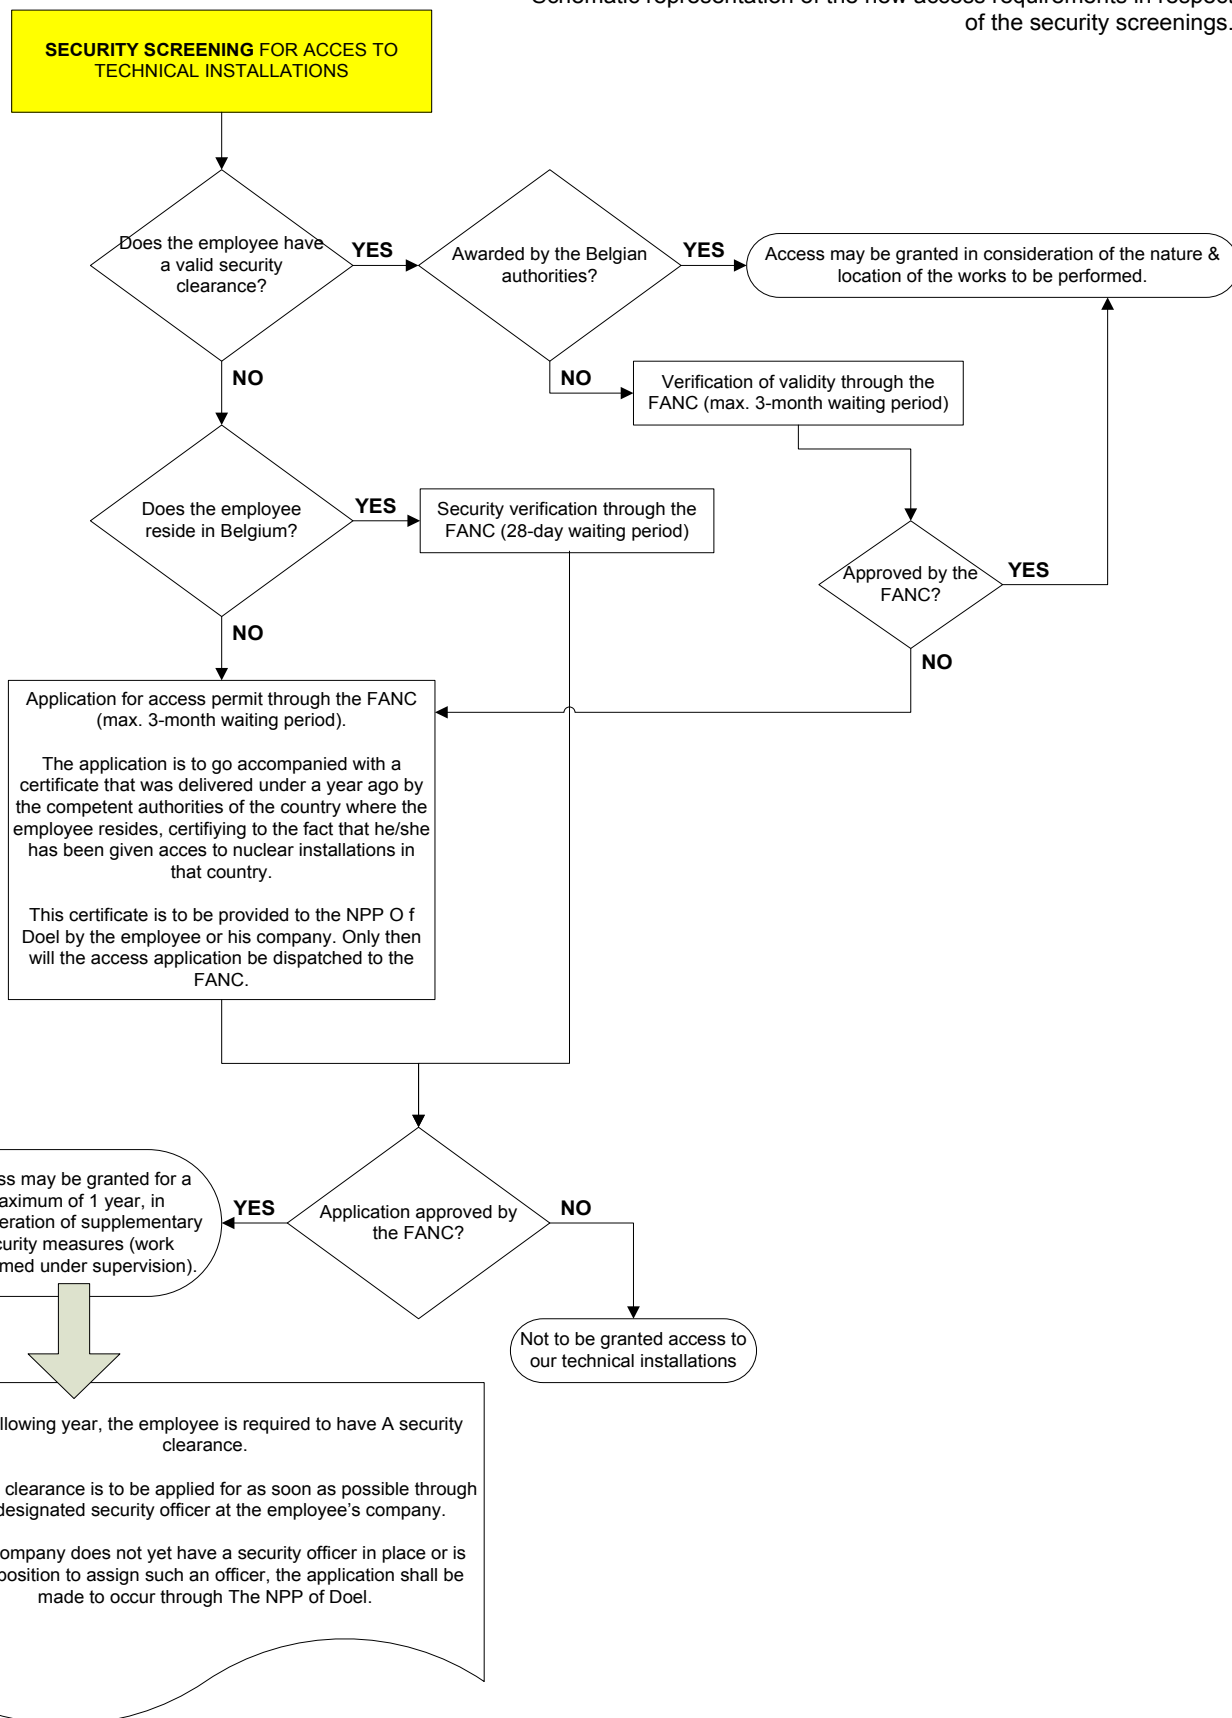 Schematic representation of the new access requirements in respect
of the security screenings.
SECURITY SCREENING FOR ACCES TO
TECHNICAL INSTALLATIONS
Does the employee have
a valid security
clearance?
YES
Awarded by the Belgian
authorities?
YES
Access may be granted in consideration of the nature &
location of the works to be performed.
NO
NO
Verification of validity through the
FANC (max. 3-month waiting period)
Does the employee
reside in Belgium?
YES
Security verification through the
FANC (28-day waiting period)
Approved by the
FANC?
YES
NO
NO
Application for access permit through the FANC
(max. 3-month waiting period).
The application is to go accompanied with a
certificate that was delivered under a year ago by
the competent authorities of the country where the
employee resides, certifiying to the fact that he/she
has been given acces to nuclear installations in
that country.
This certificate is to be provided to the NPP O f
Doel by the employee or his company. Only then
will the access application be dispatched to the
FANC.
may be granted for a
of 1 year, in
of supplementary
measures (work
under supervision).
YES
Application approved by
the FANC?
NO
Not to be granted access to
our technical installations
year, the employee is required to have A security
clearance.
clearance is to be applied for as soon as possible through
designated security officer at the employee's company.
company does not yet have a security officer in place or is
position to assign such an officer, the application shall be
made to occur through The NPP of Doel.